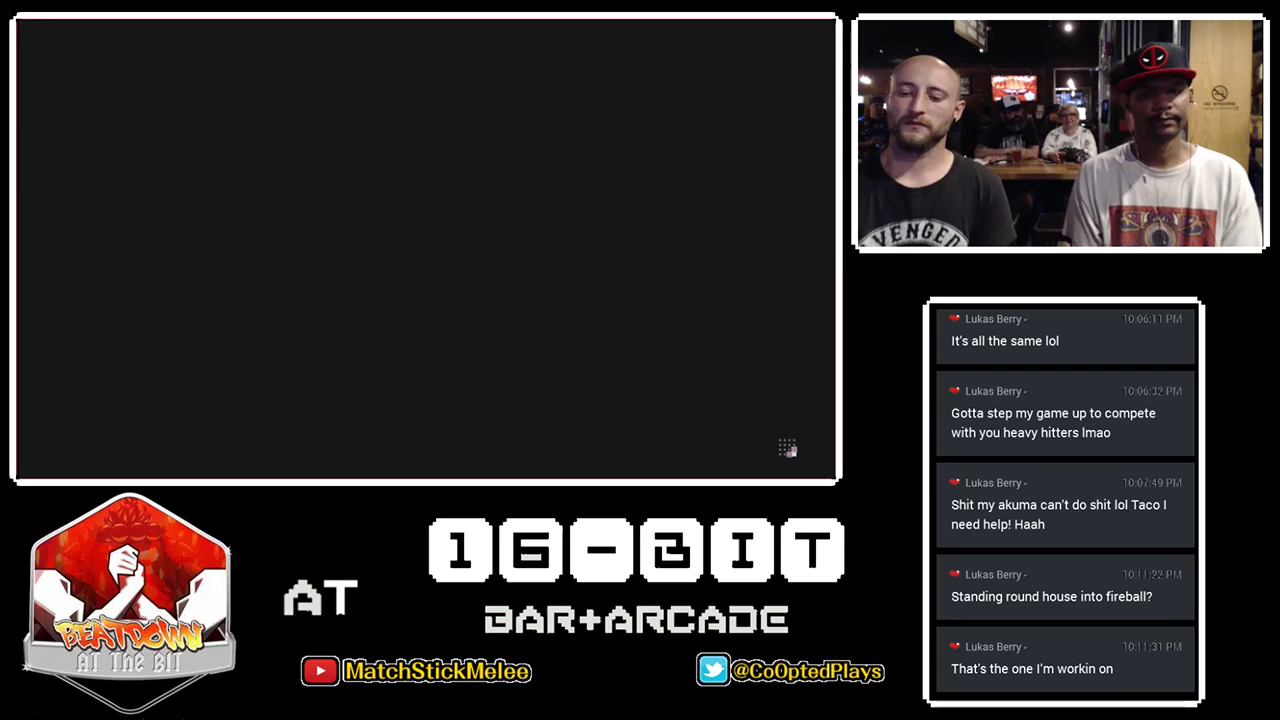 VENGED
NO SMOKING
Lukas Berry -
10:06:11 PM
It's all the same lol
Lukas Berry -
10:06:32 PM
Gotta step my game up to compete
with you heavy hitters lmao
Lukas Berry -
10:07:49 PM
Shit my akuma can't do shit lol Taco I
need help! Haah
Lukas Berry -
10:11:22 PM
Standing round house into fireball?
Lukas Berry -
10:11:31 PM
That's the one I'm workin on
BEATDOWN
AT THE BIT
AT
16-BIT
BAR+ARCADE
MatchStickMelee
@CoOptedPlays